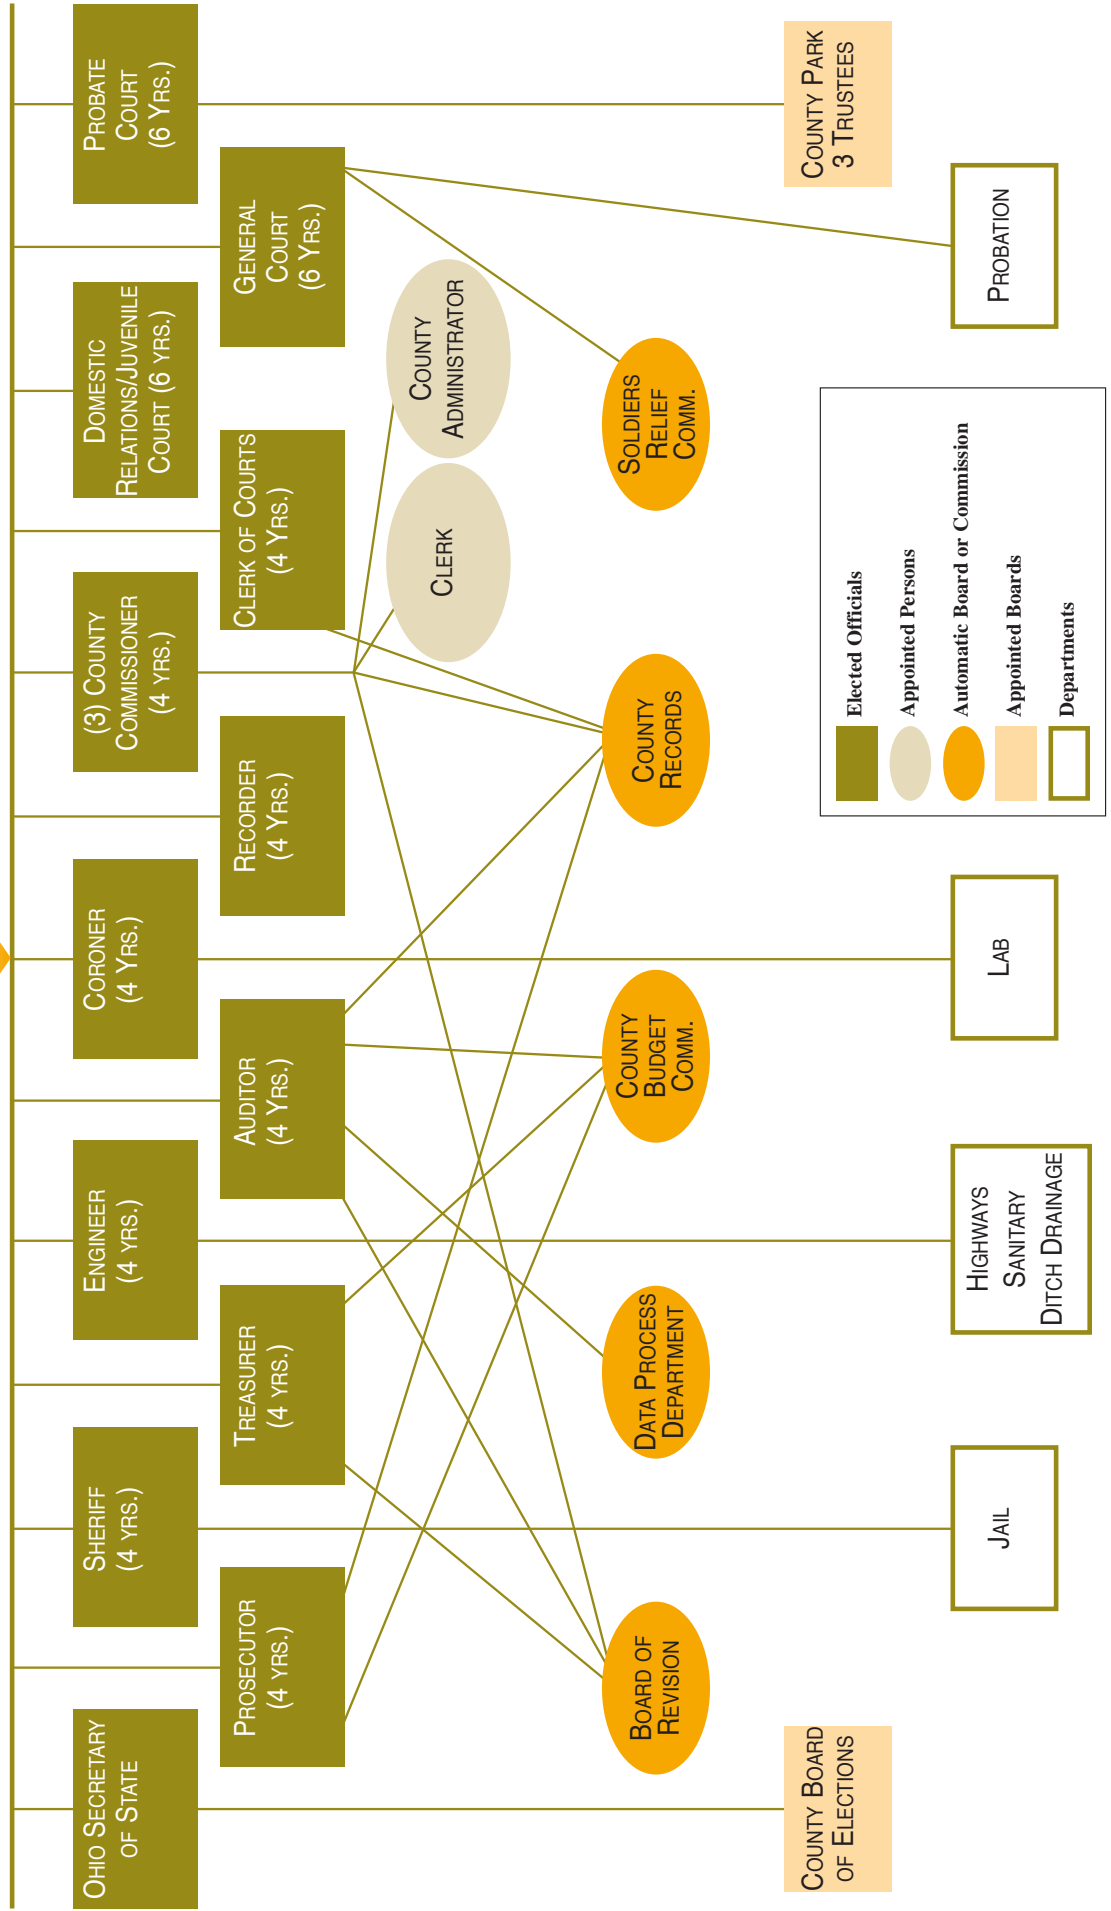 Ohio Secretary
of State
Sheriff
(4 yrs.)
Engineer
(4 yrs.)
Coroner
(4 Yrs.)
(3) County
Commissioner
(4 yrs.)
Domestic
Relations/Juvenile
Court (6 yrs.)
Probate
Court
(6 Yrs.)
Prosecutor
(4 yrs.)
Treasurer
(4 yrs.)
Auditor
(4 Yrs.)
Recorder
(4 Yrs.)
Clerk of Courts
(4 Yrs.)
General
Court
(6 Yrs.)
Clerk
County
Administrator
Board of
Revision
Data Process
Department
County
Budget
Comm.
County
Records
Soldiers
Relief
Comm.
County Board
of Elections
County Park
3 Trustees
Jail
Highways
Sanitary
Ditch Drainage
Lab
Probation
Elected Officials
Appointed Persons
Automatic Board or Commission
Appointed Boards
Departments